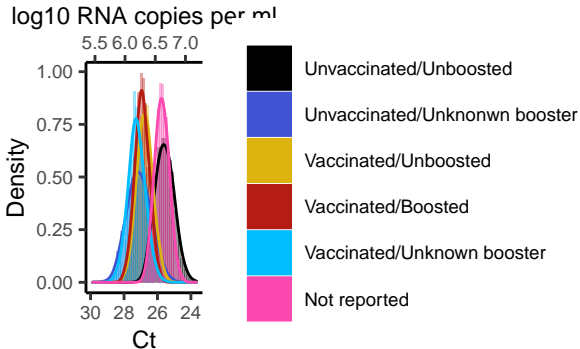 log10 RNA copies per ml
5.5 6.0 6.5 7.0
1.00
0.75
0.50
0.25
0.00
Density
30 28 26 24
Ct
Unvaccinated/Unboosted
Unvaccinated/Unknonwn booster
Vaccinated/Unboosted
Vaccinated/Boosted
Vaccinated/Unknown booster
Not reported